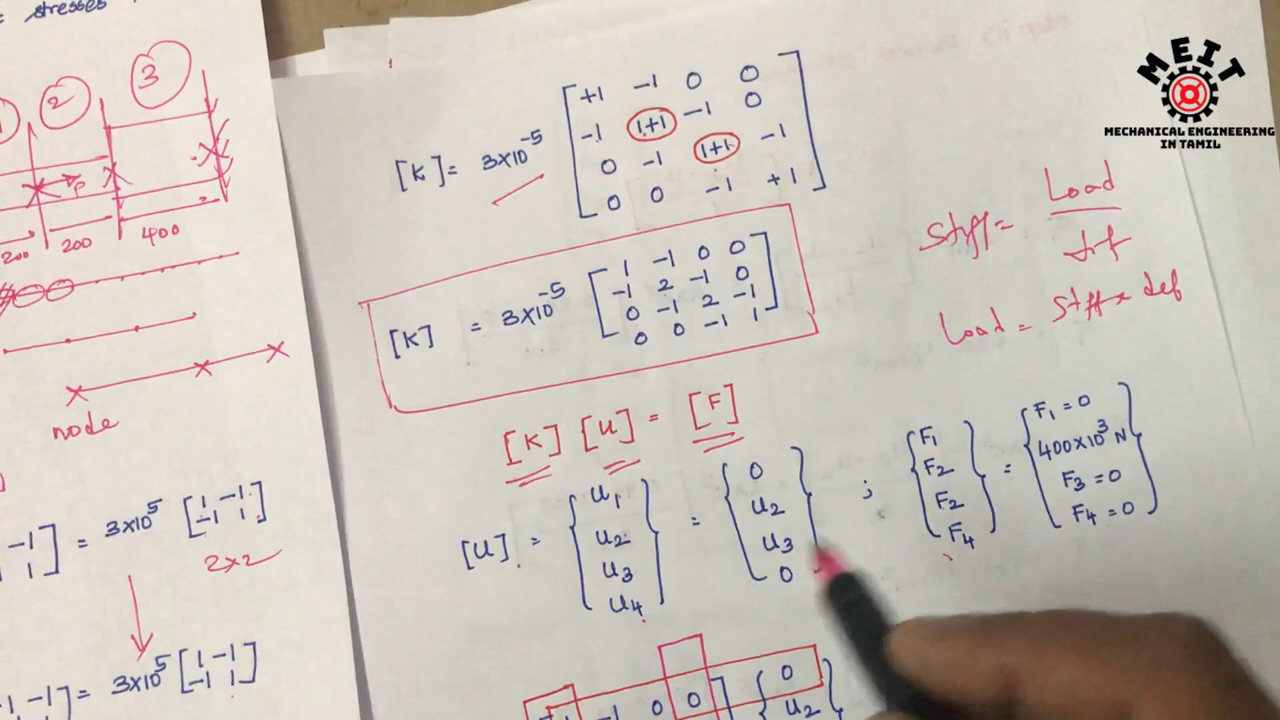 stresses
2
3
P
200
200
400
node
-1
1 ] = 3×10⁵ [ 1 -1
-1 1 ]
2×2
-1 -1
1 ] = 3×10⁵ [ 1 -1
-1 1 ]
[K] = 3×10⁻⁵ [ +1 -1 0 0
-1 1+1 -1 0
0 -1 1+1 -1
0 0 -1 +1 ]
[K] = 3×10⁻⁵ [ 1 -1 0 0
-1 2 -1 0
0 -1 2 -1
0 0 -1 1 ]
[K] [U] = [F]
[U] = { u₁
u₂
u₃
u₄ } = { 0
u₂
u₃
0 } ; { F₁
F₂
F₂
F₄ } = { F₁ = 0
400×10³ N
F₃ = 0
F₄ = 0 }
+1 -1 0 0 ] { 0
u₂
Stiff = Load
Load = Stiff × def
MEIT
MECHANICAL ENGINEERING
IN TAMIL